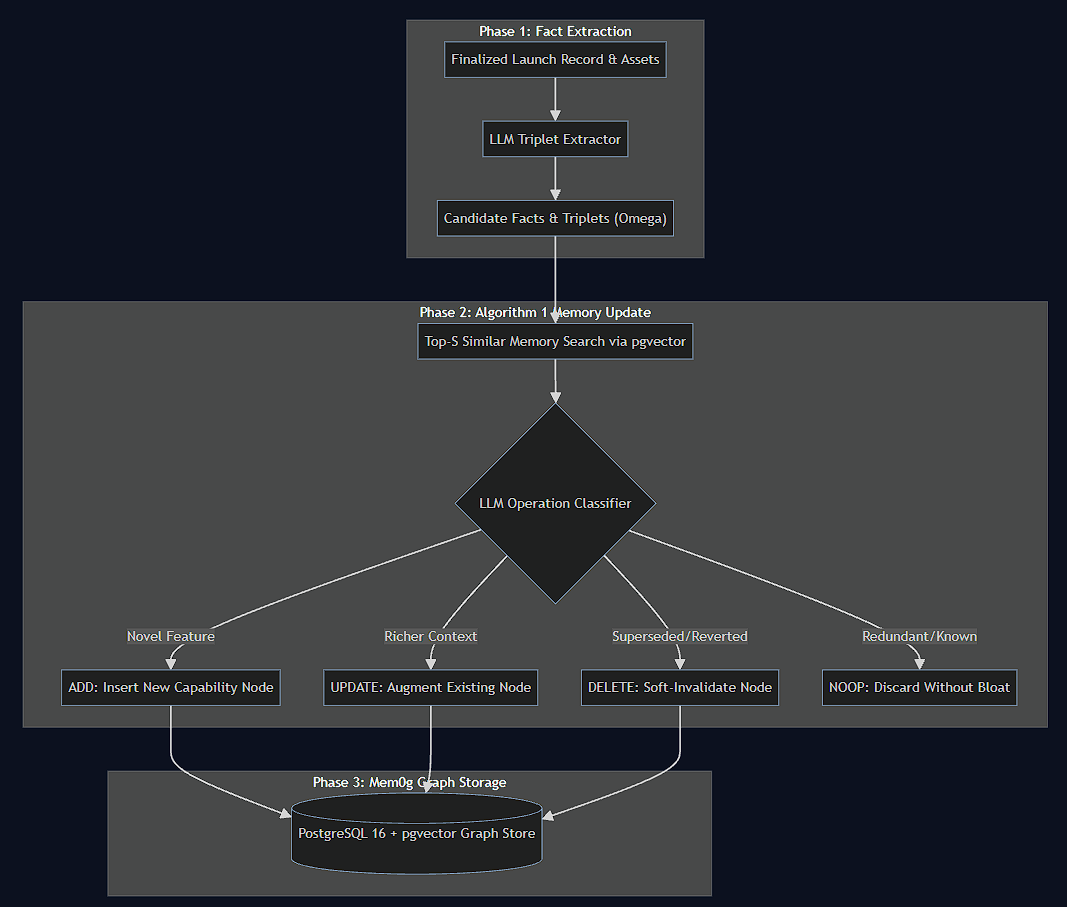 Phase 1: Fact Extraction
Finalized Launch Record & Assets
LLM Triplet Extractor
Candidate Facts & Triplets (Omega)
Phase 2: Algorithm 1 Memory Update
Top-S Similar Memory Search via pgvector
LLM Operation Classifier
Novel Feature
Richer Context
Superseded/Reverted
Redundant/Known
ADD: Insert New Capability Node
UPDATE: Augment Existing Node
DELETE: Soft-Invalidate Node
NOOP: Discard Without Bloat
Phase 3: Mem0g Graph Storage
PostgreSQL 16 + pgvector Graph Store